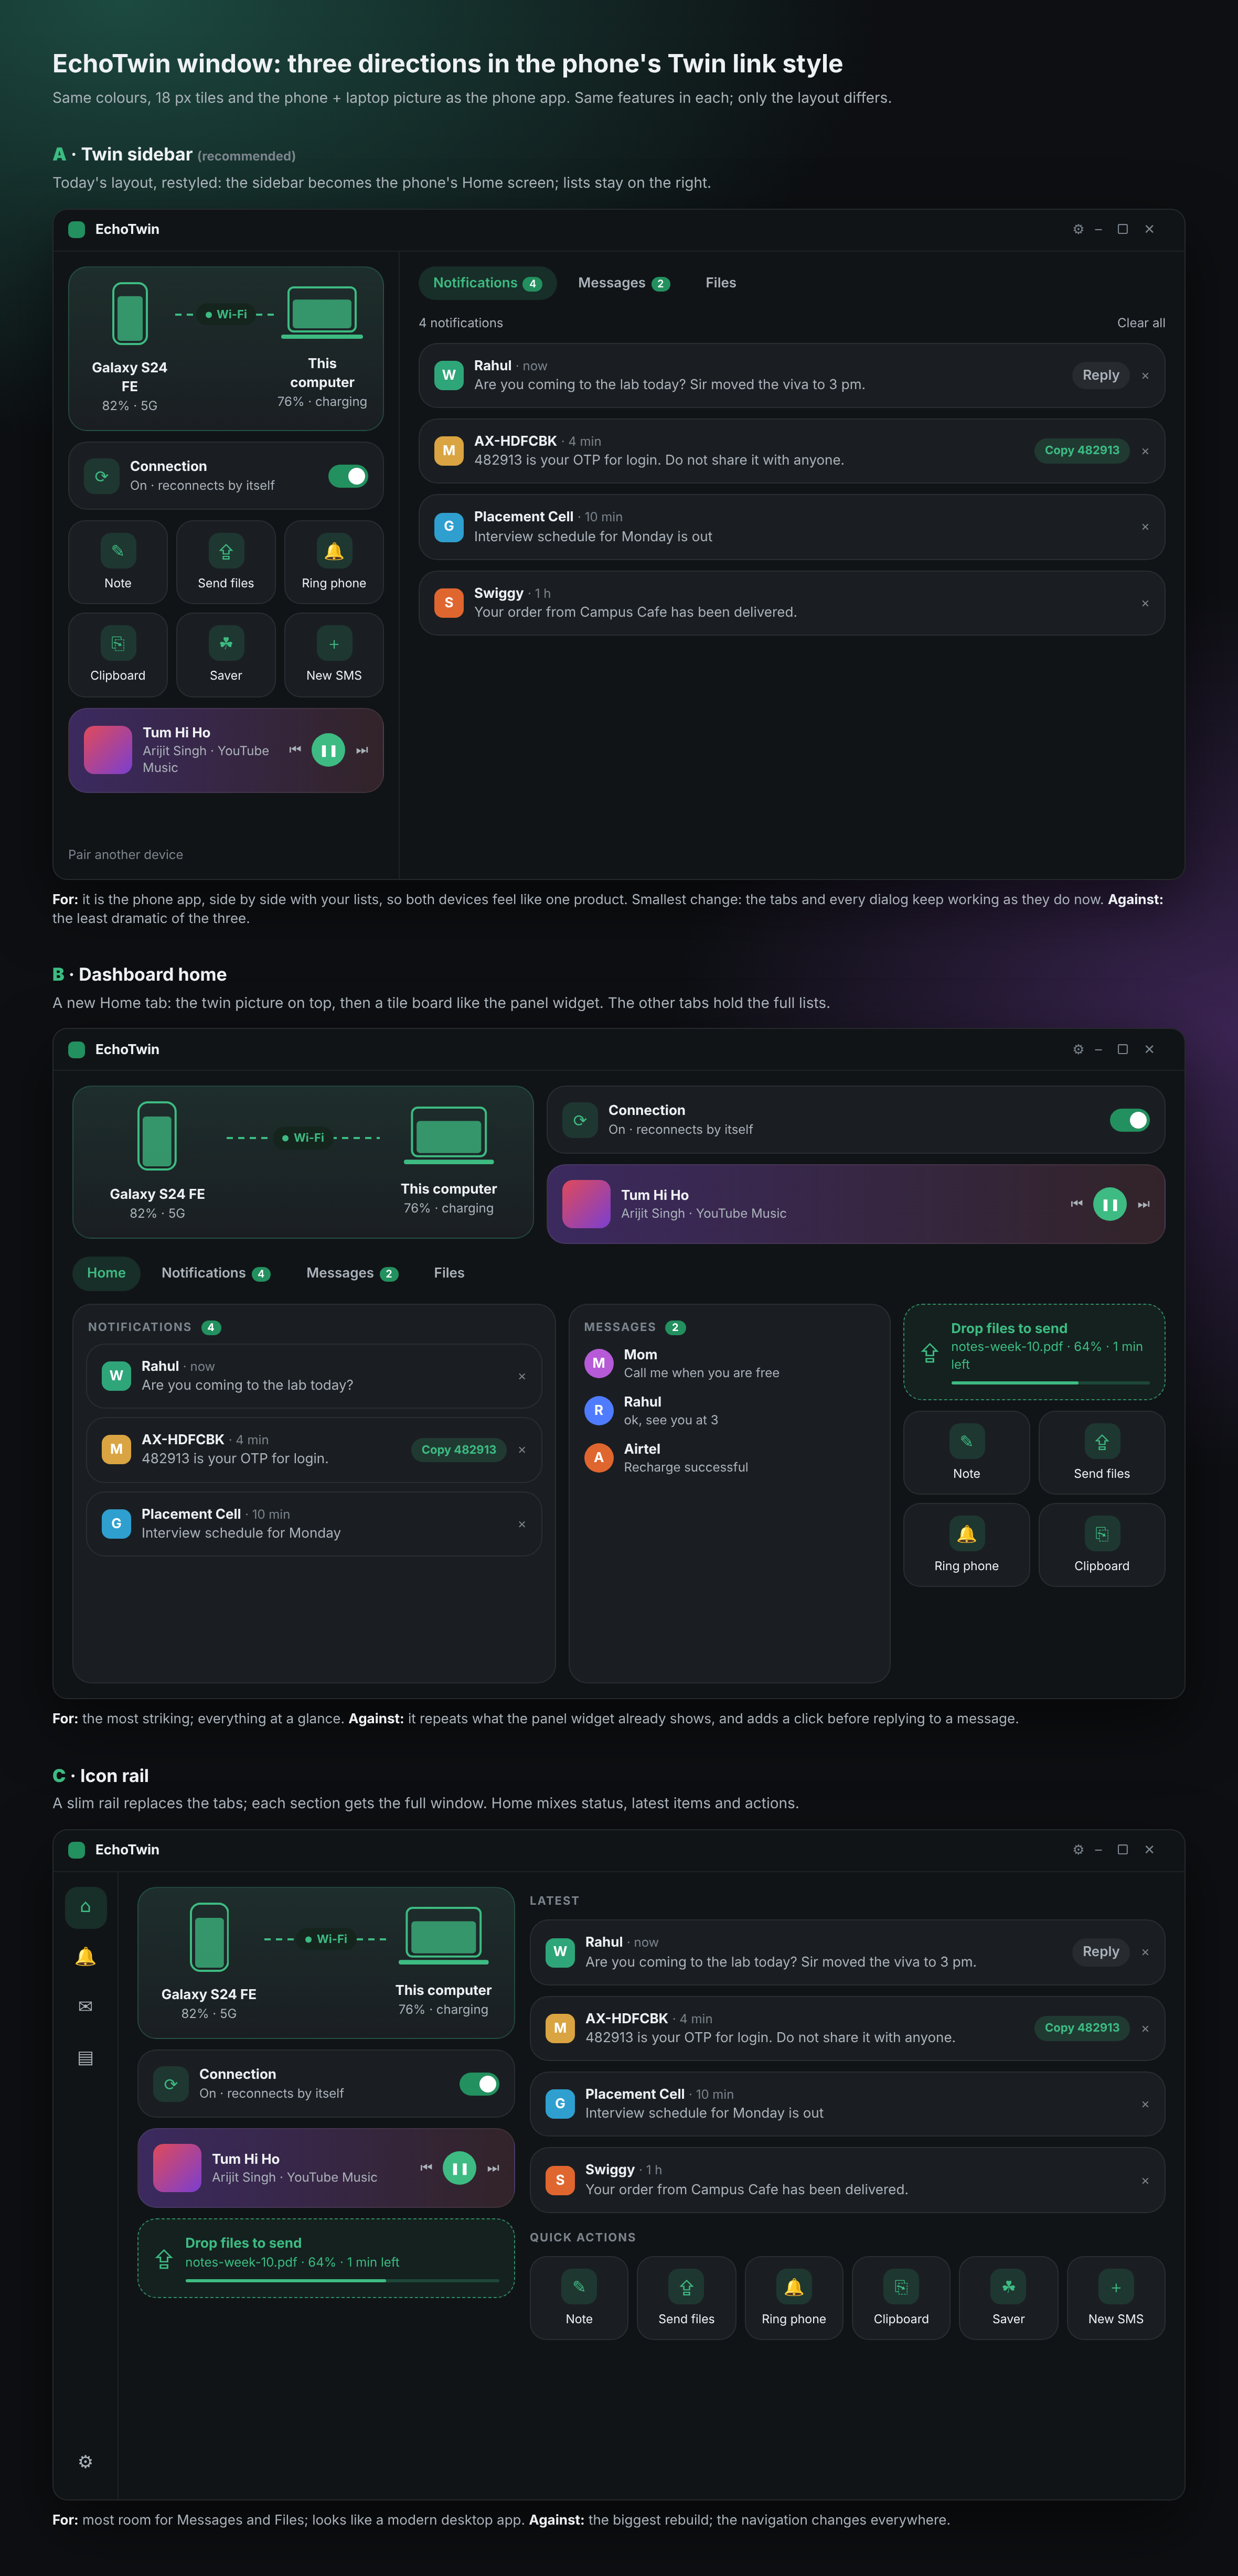 EchoTwin window: three directions in the phone's Twin link style
Same colours, 18 px tiles and the phone + laptop picture as the phone app. Same features in each; only the layout differs.
A · Twin sidebar (recommended)
Today's layout, restyled: the sidebar becomes the phone's Home screen; lists stay on the right.
EchoTwin
Wi-Fi
Galaxy S24
FE
82% · 5G
This
computer
76% · charging
Connection
On · reconnects by itself
Note
Send files
Ring phone
Clipboard
Saver
New SMS
Tum Hi Ho
Arijit Singh · YouTube
Music
Pair another device
Notifications 4
Messages 2
Files
4 notifications
Clear all
W
Rahul · now
Are you coming to the lab today? Sir moved the viva to 3 pm.
Reply
M
AX-HDFCBK · 4 min
482913 is your OTP for login. Do not share it with anyone.
Copy 482913
G
Placement Cell · 10 min
Interview schedule for Monday is out
S
Swiggy · 1 h
Your order from Campus Cafe has been delivered.
For: it is the phone app, side by side with your lists, so both devices feel like one product. Smallest change: the tabs and every dialog keep working as they do now. Against:
the least dramatic of the three.
B · Dashboard home
A new Home tab: the twin picture on top, then a tile board like the panel widget. The other tabs hold the full lists.
EchoTwin
Wi-Fi
Galaxy S24 FE
82% · 5G
This computer
76% · charging
Connection
On · reconnects by itself
Tum Hi Ho
Arijit Singh · YouTube Music
Home
Notifications 4
Messages 2
Files
NOTIFICATIONS 4
W
Rahul · now
Are you coming to the lab today?
M
AX-HDFCBK · 4 min
482913 is your OTP for login.
Copy 482913
G
Placement Cell · 10 min
Interview schedule for Monday
MESSAGES 2
M
Mom
Call me when you are free
R
Rahul
ok, see you at 3
A
Airtel
Recharge successful
Drop files to send
notes-week-10.pdf · 64% · 1 min
left
Note
Send files
Ring phone
Clipboard
For: the most striking; everything at a glance. Against: it repeats what the panel widget already shows, and adds a click before replying to a message.
C · Icon rail
A slim rail replaces the tabs; each section gets the full window. Home mixes status, latest items and actions.
EchoTwin
Wi-Fi
Galaxy S24 FE
82% · 5G
This computer
76% · charging
Connection
On · reconnects by itself
Tum Hi Ho
Arijit Singh · YouTube Music
Drop files to send
notes-week-10.pdf · 64% · 1 min left
LATEST
W
Rahul · now
Are you coming to the lab today? Sir moved the viva to 3 pm.
Reply
M
AX-HDFCBK · 4 min
482913 is your OTP for login. Do not share it with anyone.
Copy 482913
G
Placement Cell · 10 min
Interview schedule for Monday is out
S
Swiggy · 1 h
Your order from Campus Cafe has been delivered.
QUICK ACTIONS
Note
Send files
Ring phone
Clipboard
Saver
New SMS
For: most room for Messages and Files; looks like a modern desktop app. Against: the biggest rebuild; the navigation changes everywhere.